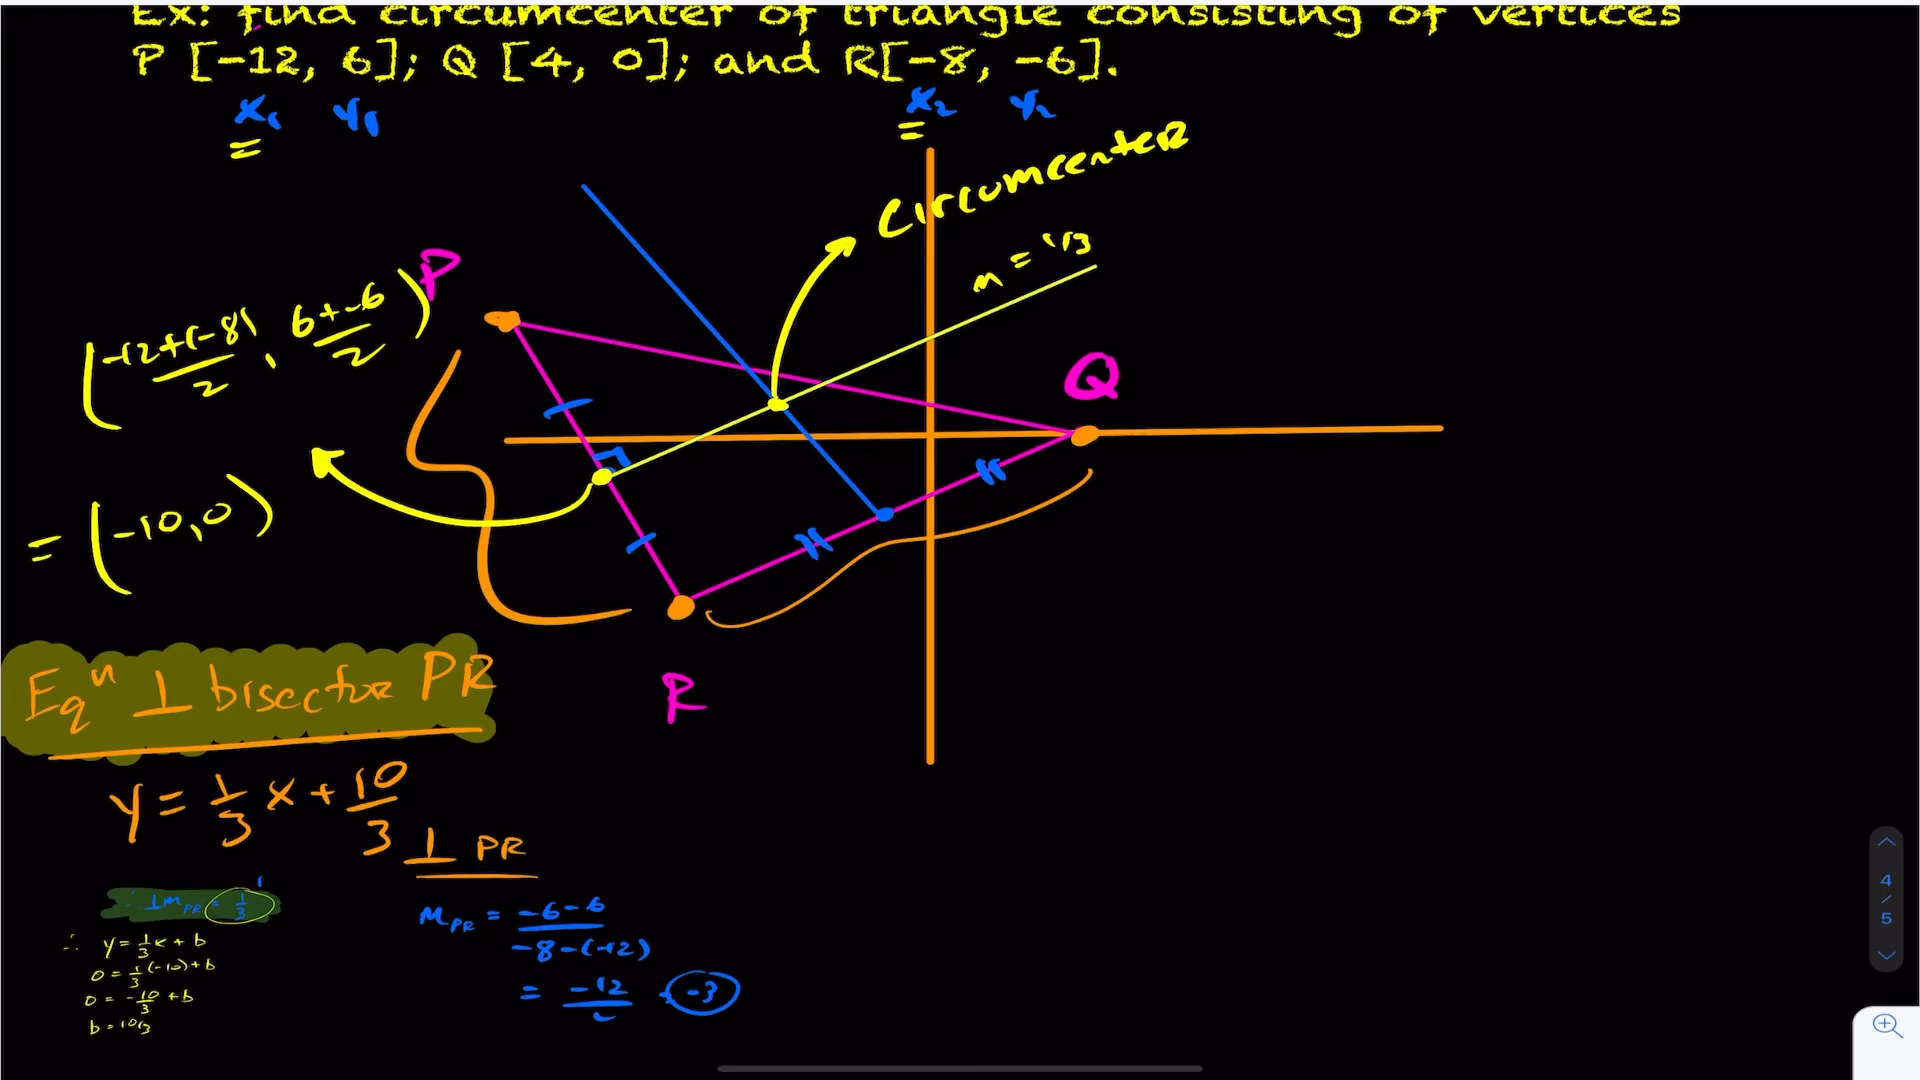 Ex: find circumcenter of triangle consisting of vertices
P [-12, 6]; Q [4, 0]; and R[-8, -6].
x₁ y₁ x₂ y₂
= =
Circumcenter
m = 1/3
P
(-12+(-8)/2, 6+-6/2)
Q
= (-10,0)
R
Eqⁿ ⊥ bisector PR
y = 1/3 x + 10/3
⊥ PR
⊥m_PR = 1/3
m_PR = -6-6/-8-(-12)
∴ y = 1/3 x + b
0 = 1/3 (-10) + b
= -12/ -3
0 = -10/3 + b
b = 10/3
4
/
5